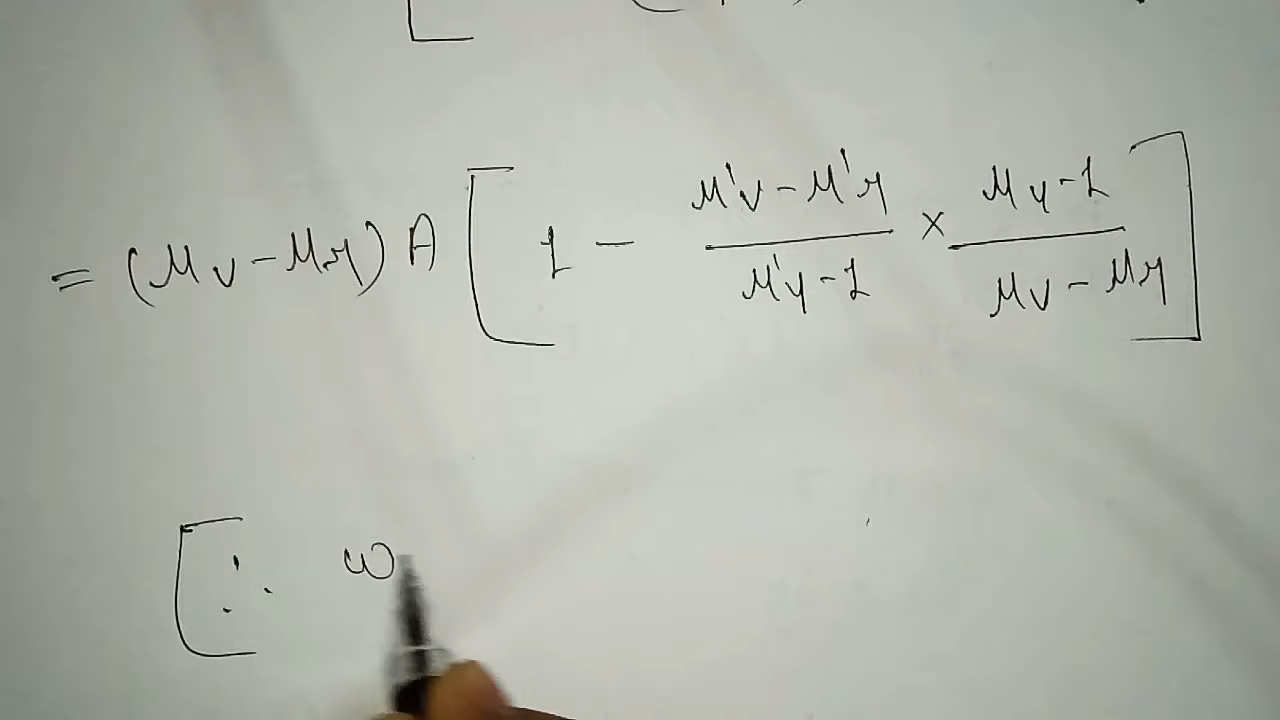 = (μv - μr) A [ 1 - μ'v - μ'r / μ'y - 1 × μy - 1 / μv - μr ]
[ ∴ ω